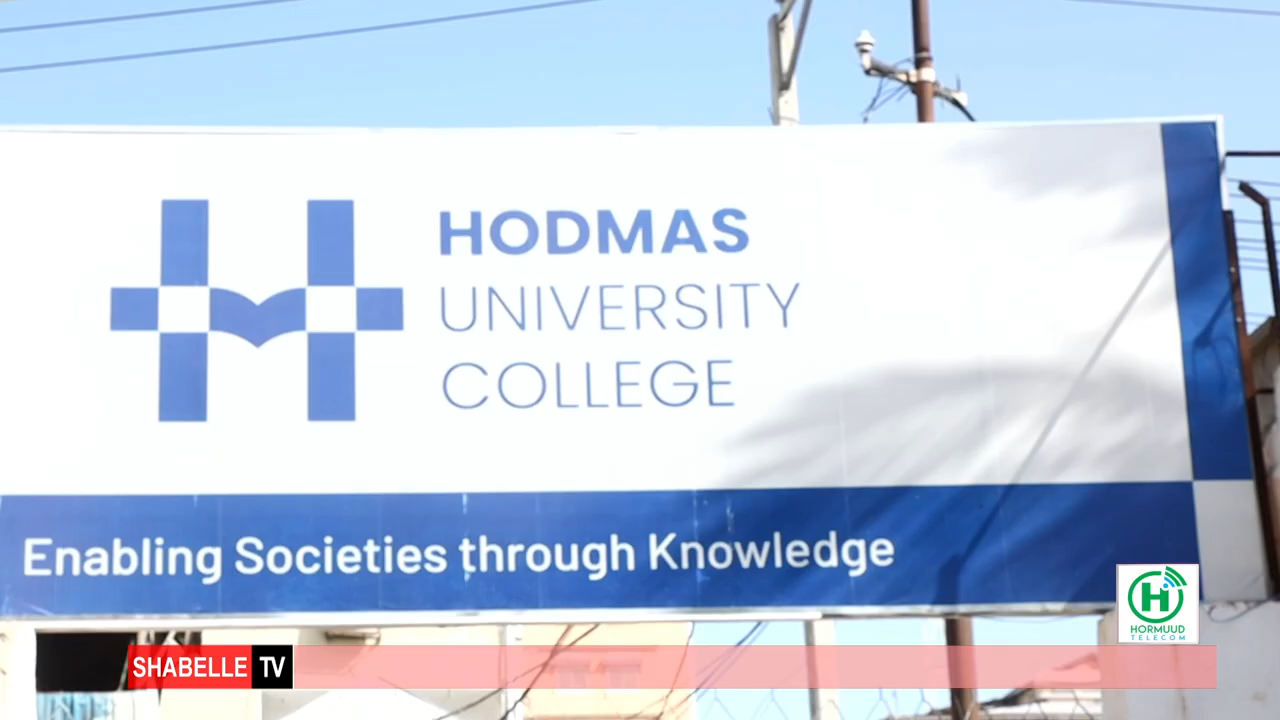 HODMAS
UNIVERSITY
COLLEGE
Enabling Societies through Knowledge
HORMUUD
TELECOM
SHABELLE TV